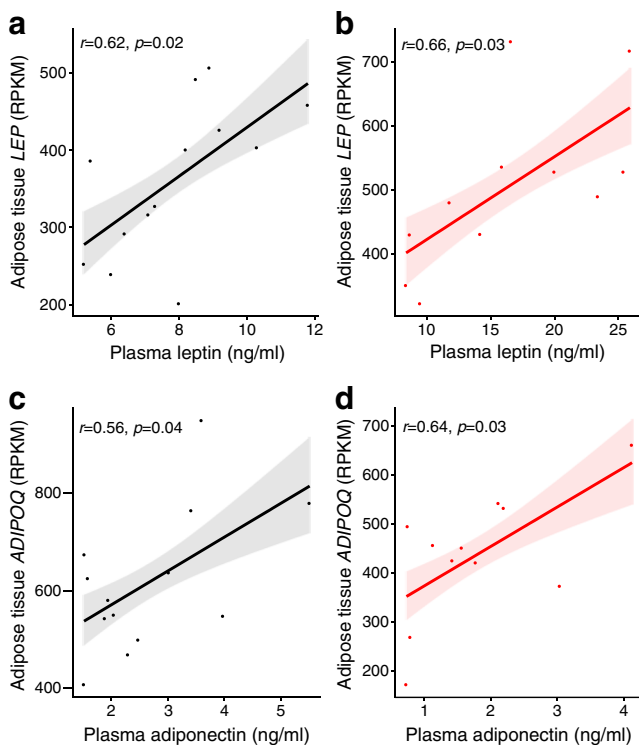 a
r=0.62, p=0.02
Adipose tissue LEP (RPKM)
500
400
300
200
6
8
10
12
Plasma leptin (ng/ml)
b
r=0.66, p=0.03
Adipose tissue LEP (RPKM)
700
600
500
400
10
15
20
25
Plasma leptin (ng/ml)
c
r=0.56, p=0.04
Adipose tissue ADIPOQ (RPKM)
800
600
400
2
3
4
5
Plasma adiponectin (ng/ml)
d
r=0.64, p=0.03
Adipose tissue ADIPOQ (RPKM)
700
600
500
400
300
200
1
2
3
4
Plasma adiponectin (ng/ml)